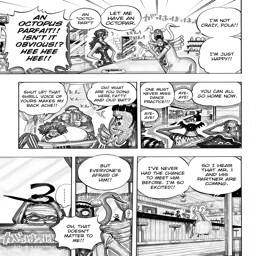 AN
OCTOPUS
PARFAIT!!
ISN'T IT
OBVIOUS!?
HEE HEE
HEE!!
AN
"OCTO-
PAR?"
LET ME
HAVE AN
OCTOPAR.
I'M NOT
CRAZY, POLA!!
I'M JUST
HAPPY!!
SHUT UP! THAT
SHRILL VOICE OF
YOURS MAKES MY
BACK ACHE!!
OH? WHAT ARE
YOU DOING
HERE, FATTY
AND OLD BAT?
ONE MUST
NEVER MISS
DANCE
PRACTICE!!
AYE-
AYE!
YOU CAN ALL
GO HOME NOW.
BUT
EVERYONE'S
AFRAID OF
HIM!!
OH, THAT
DOESN'T
MATTER TO
ME!!
I'VE NEVER
HAD THE CHANCE
TO MEET HIM
BEFORE. I'M SO
EXCITED!!
SO I HEAR
THAT MR. 1
AND HIS
PARTNER ARE
COMING.